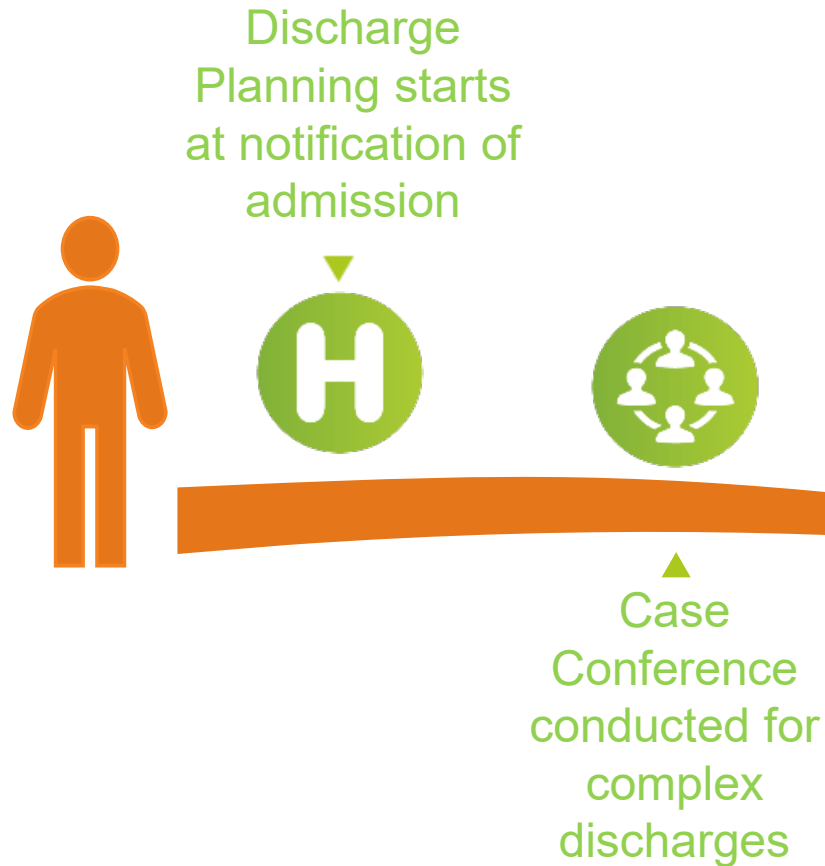 Discharge
Planning starts
at notification of
admission
H
Case
Conference
conducted for
complex
discharges